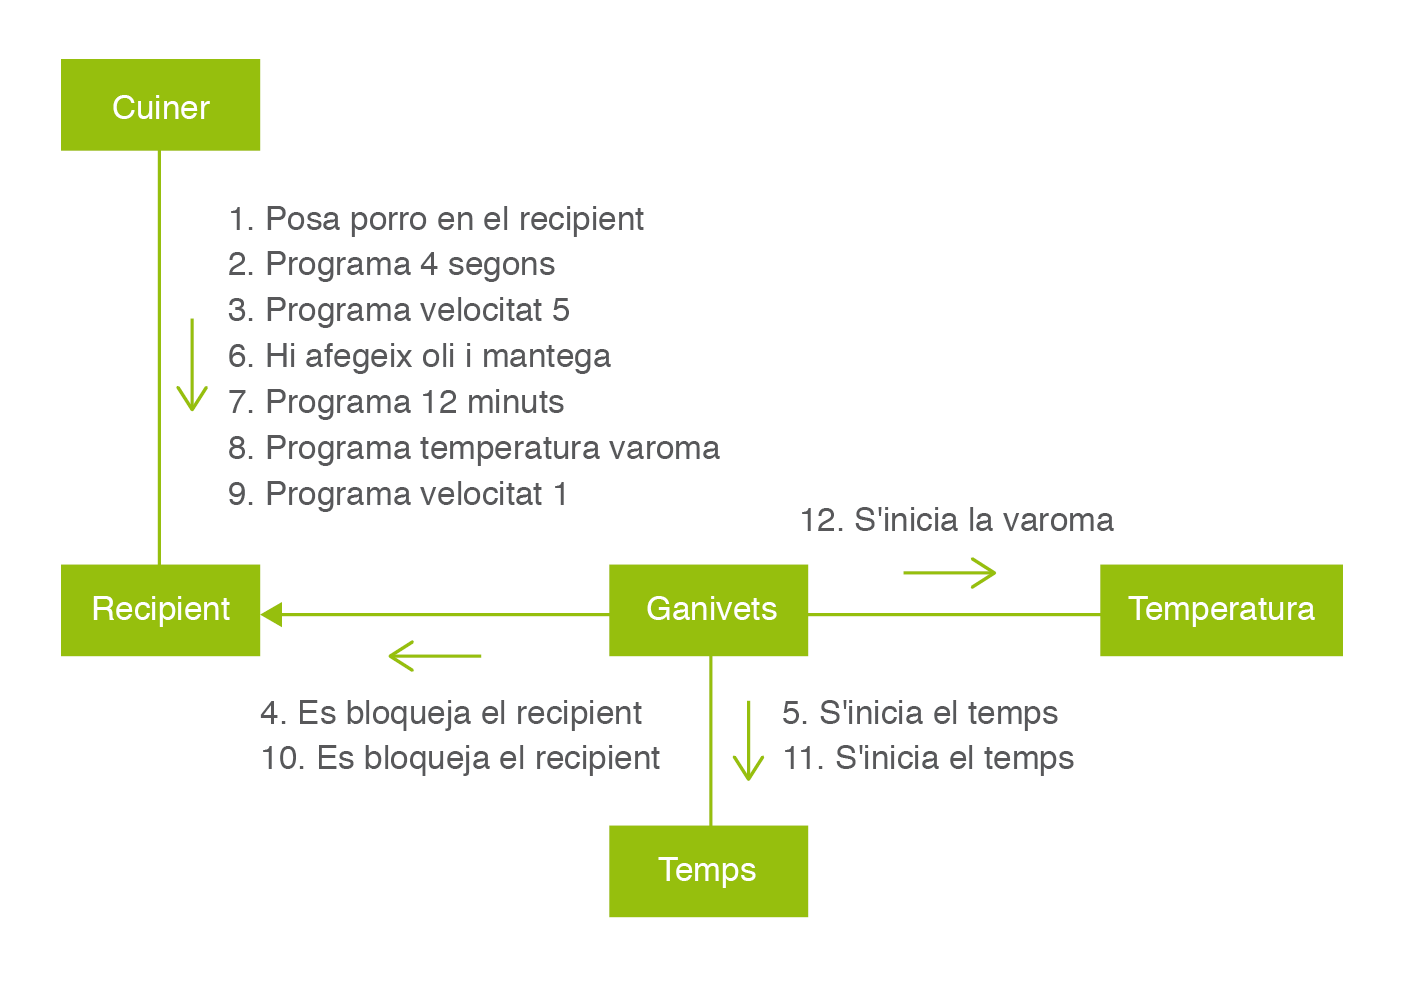 Cuiner
1. Posa porro en el recipient
2. Programa 4 segons
3. Programa velocitat 5
6. Hi afegeix oli i mantega
7. Programa 12 minuts
8. Programa temperatura varoma
9. Programa velocitat 1
12. S'inicia la varoma
Recipient
Ganivets
Temperatura
4. Es bloqueja el recipient
10. Es bloqueja el recipient
5. S'inicia el temps
11. S'inicia el temps
Temps